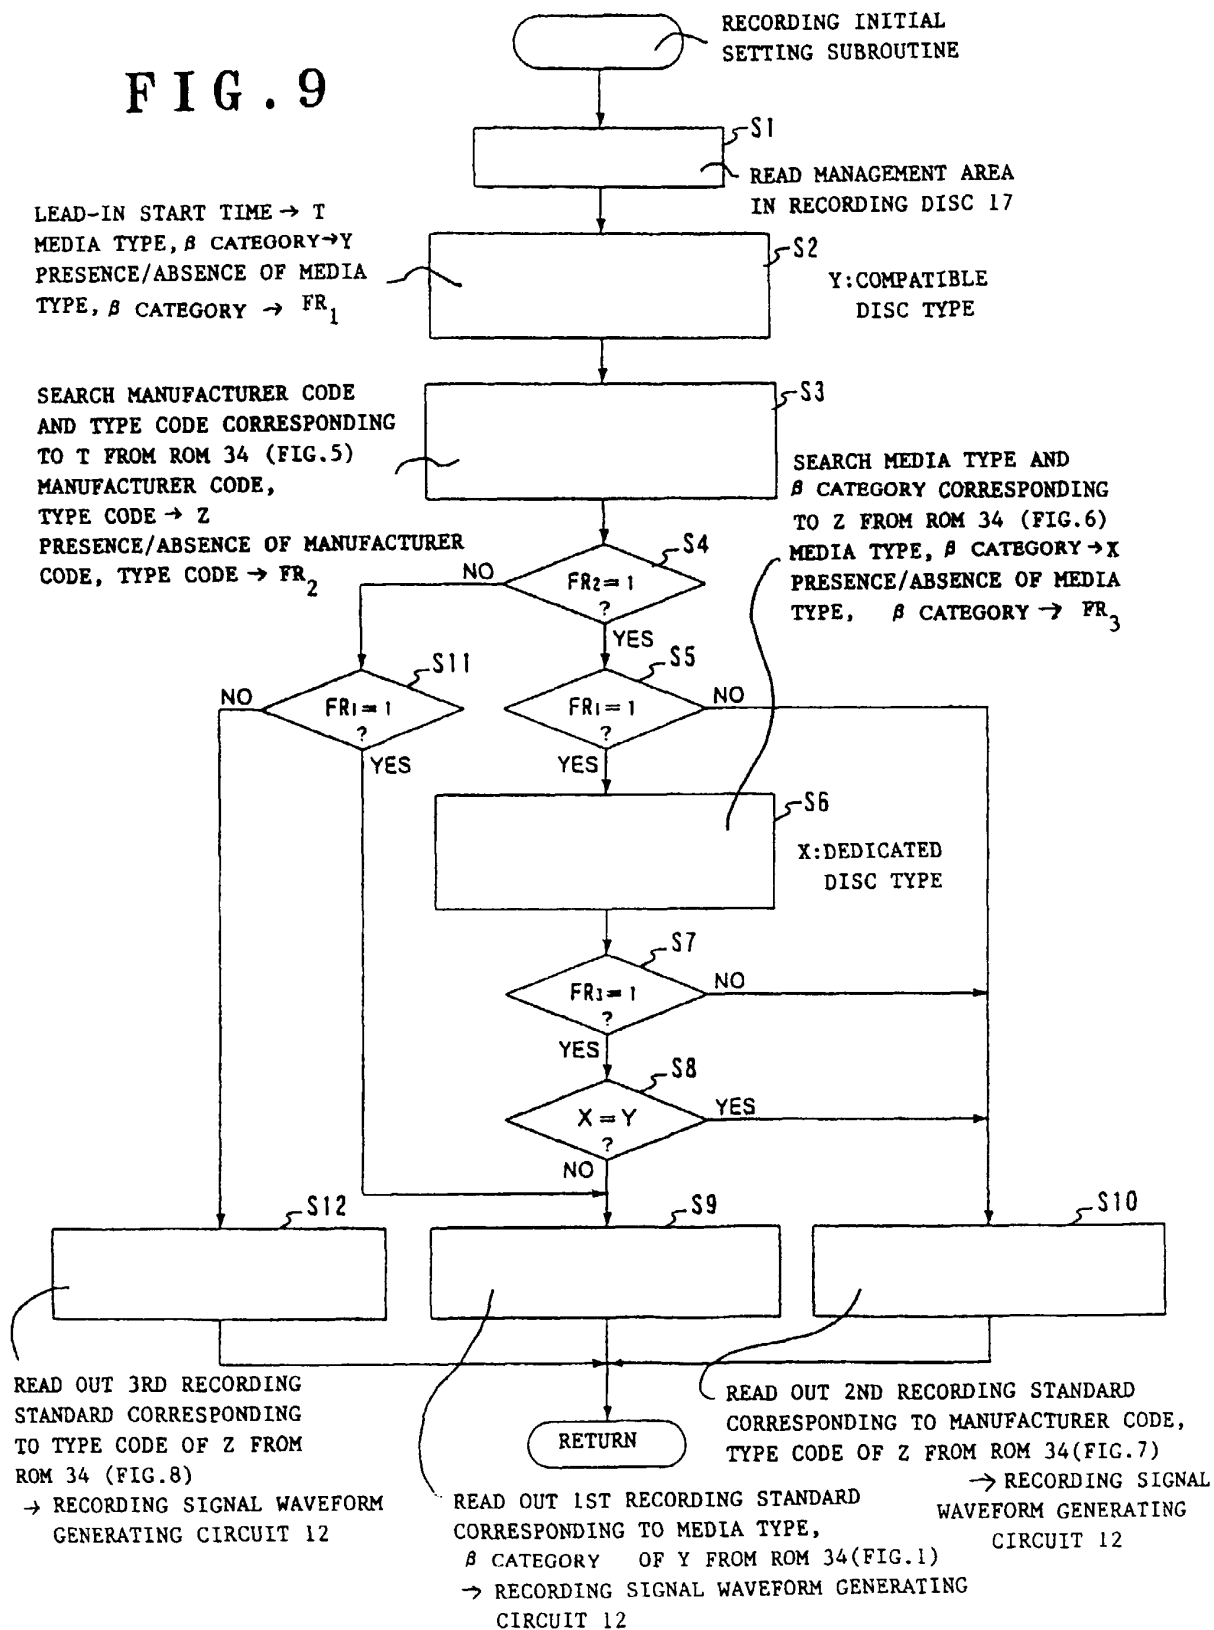 FIG.9
RECORDING INITIAL
SETTING SUBROUTINE
S1
READ MANAGEMENT AREA
IN RECORDING DISC 17
LEAD-IN START TIME → T
MEDIA TYPE, β CATEGORY→Y
PRESENCE/ABSENCE OF MEDIA
TYPE, β CATEGORY → FR1
S2
Y:COMPATIBLE
DISC TYPE
SEARCH MANUFACTURER CODE
AND TYPE CODE CORRESPONDING
TO T FROM ROM 34 (FIG.5)
MANUFACTURER CODE,
TYPE CODE → Z
PRESENCE/ABSENCE OF MANUFACTURER
CODE, TYPE CODE → FR2
S3
SEARCH MEDIA TYPE AND
β CATEGORY CORRESPONDING
TO Z FROM ROM 34 (FIG.6)
MEDIA TYPE, β CATEGORY→X
PRESENCE/ABSENCE OF MEDIA
TYPE, β CATEGORY → FR3
S4
NO
FR2=1
?
YES
S11
NO
FR1=1
?
YES
S5
FR1=1
?
NO
YES
S6
X:DEDICATED
DISC TYPE
S7
FR3=1
?
NO
YES
S8
X=Y
?
YES
NO
S12
S9
S10
READ OUT 3RD RECORDING
STANDARD CORRESPONDING
TO TYPE CODE OF Z FROM
ROM 34 (FIG.8)
→ RECORDING SIGNAL WAVEFORM
GENERATING CIRCUIT 12
RETURN
READ OUT 1ST RECORDING STANDARD
CORRESPONDING TO MEDIA TYPE,
β CATEGORY OF Y FROM ROM 34(FIG.1)
→ RECORDING SIGNAL WAVEFORM GENERATING
CIRCUIT 12
READ OUT 2ND RECORDING STANDARD
CORRESPONDING TO MANUFACTURER CODE,
TYPE CODE OF Z FROM ROM 34(FIG.7)
→ RECORDING SIGNAL
WAVEFORM GENERATING
CIRCUIT 12